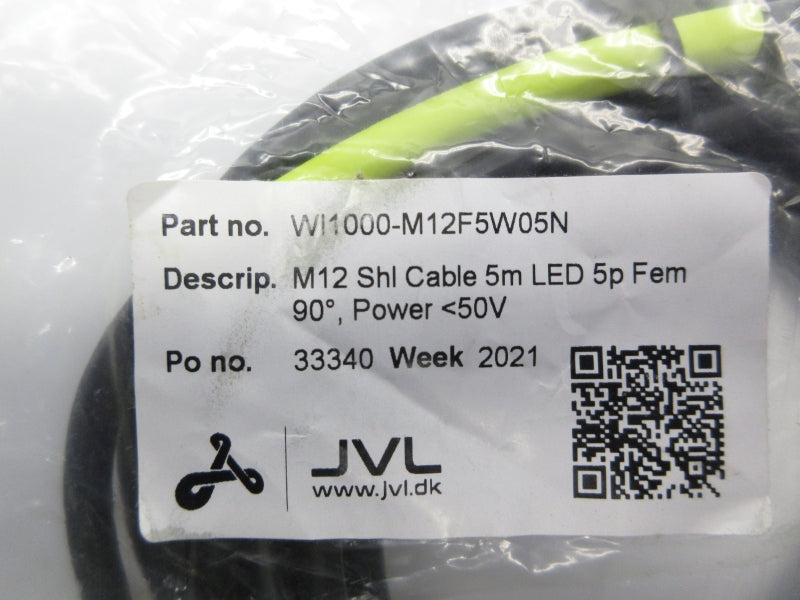 Part no. WI1000-M12F5W05N
Descrip. M12 Shl Cable 5m LED 5p Fem
90°, Power <50V
Po no. 33340 Week 2021
JVL
www.jvl.dk